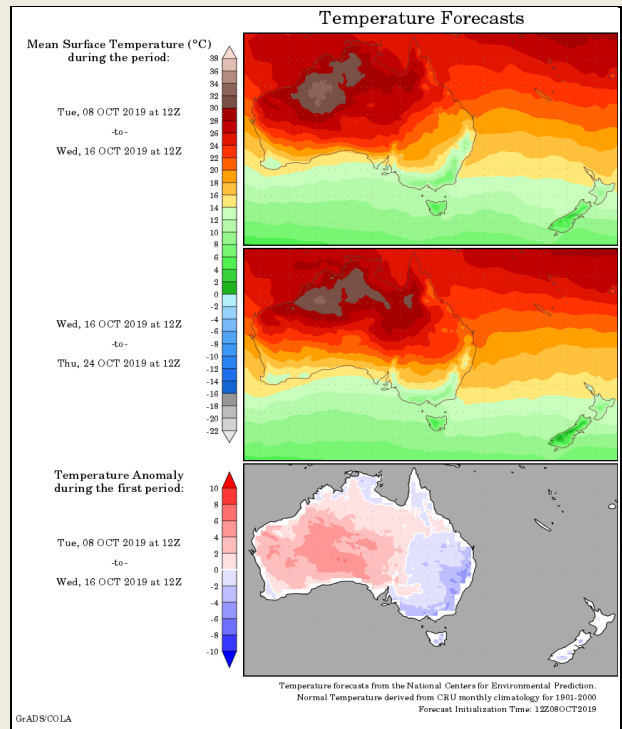 Temperature Forecasts
Mean Surface Temperature (°C)
during the period:
38
36
34
32
30
28
26
24
22
20
18
16
14
12
10
8
6
4
2
0
-2
-4
-6
-8
-10
-12
-14
-16
-18
-20
-22
Tue, 08 OCT 2019 at 12Z
-to-
Wed, 16 OCT 2019 at 12Z
Wed, 16 OCT 2019 at 12Z
-to-
Thu, 24 OCT 2019 at 12Z
Temperature Anomaly
during the first period:
10
8
6
4
2
0
-2
-4
-6
-8
-10
Tue, 08 OCT 2019 at 12Z
-to-
Wed, 16 OCT 2019 at 12Z
Temperature forecasts from the National Centers for Environmental Prediction.
Normal Temperature derived from CRU monthly climatology for 1901-2000
Forecast Initialization Time: 12Z08OCT2019
GrADS/COLA